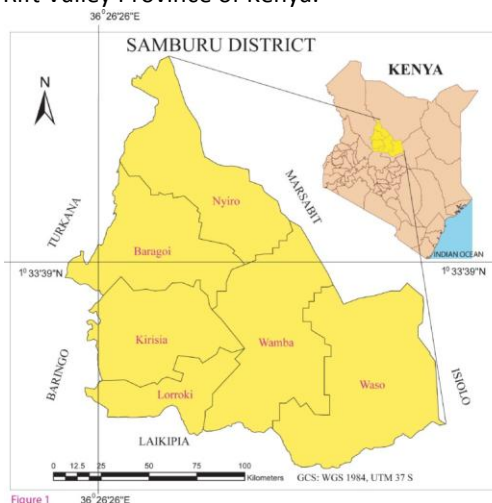 Rift Valley Province of Kenya.
36°26'26"E
SAMBURU DISTRICT
KENYA
N
Nyiro
MARSABIT
TURKANA
Baragoi
INDIAN OCEAN
1° 33'39"N
1° 33'39"N
Kirisia
Wamba
BARINGO
Waso
ISIOLO
Lorroki
LAIKIPIA
0 12.5 25 50 75 100
Kilometers
GCS: WGS 1984, UTM 37 S
Figure 1
36°26'26"E